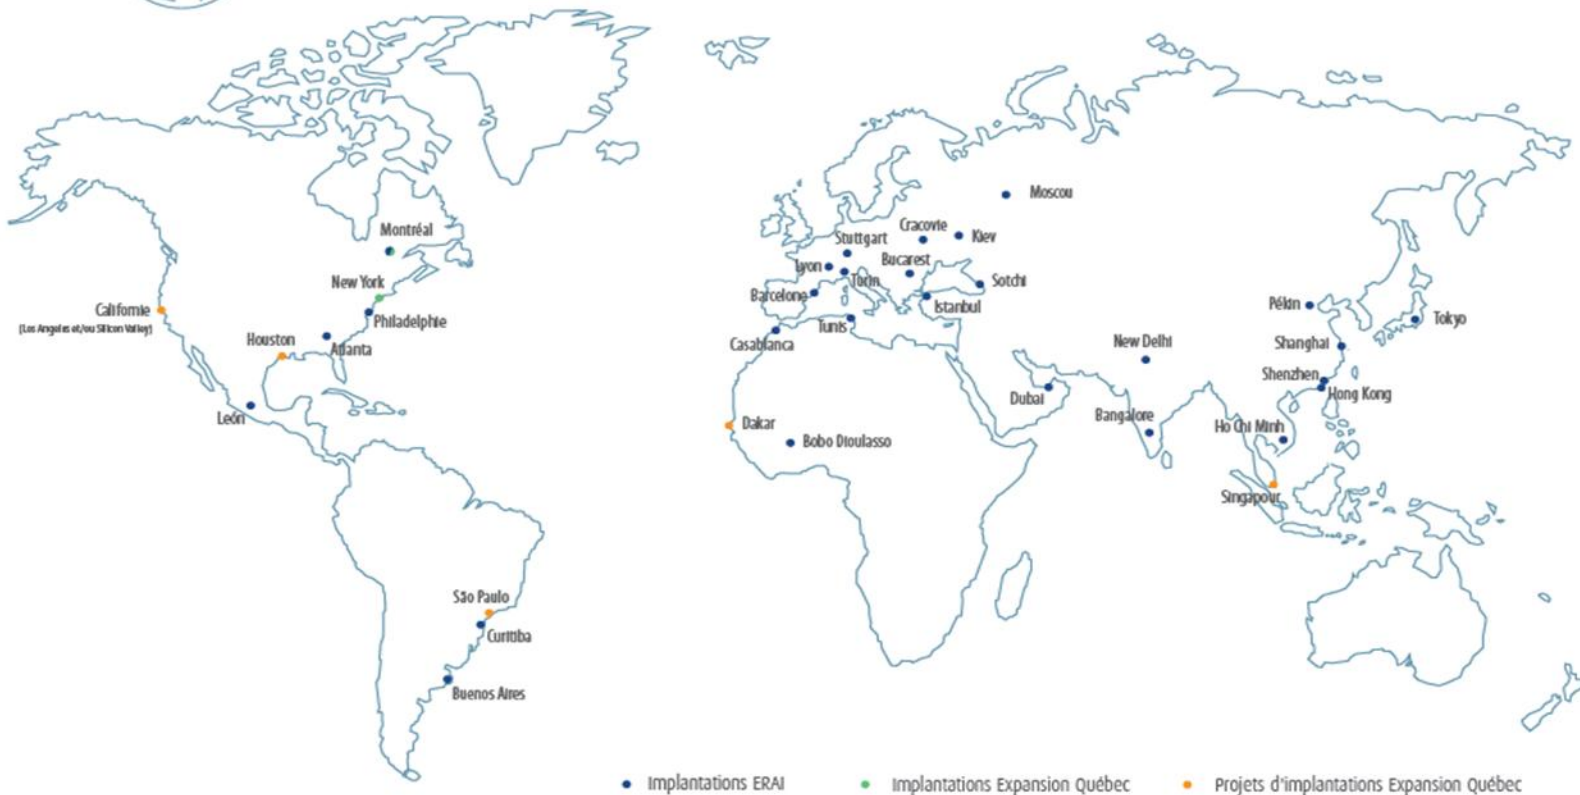 Moscou
Cracovie
Kiev
Montréal
Stuttgart
Bucarest
Lyon
Turin
Sotchi
New York
Barcelone
Istanbul
Californie
(Los Angeles et/ou Silicon Valley)
Philadelphie
Pékin
Tokyo
Tunis
Houston
Casablanca
Atlanta
New Delhi
Shanghai
Shenzhen
Hong Kong
Dubai
León
Bangalore
Dakar
Ho Chi Minh
Bobo Dioulasso
Singapour
São Paulo
Curitiba
Buenos Aires
Implantations ERAI
Implantations Expansion Québec
Projets d'implantations Expansion Québec